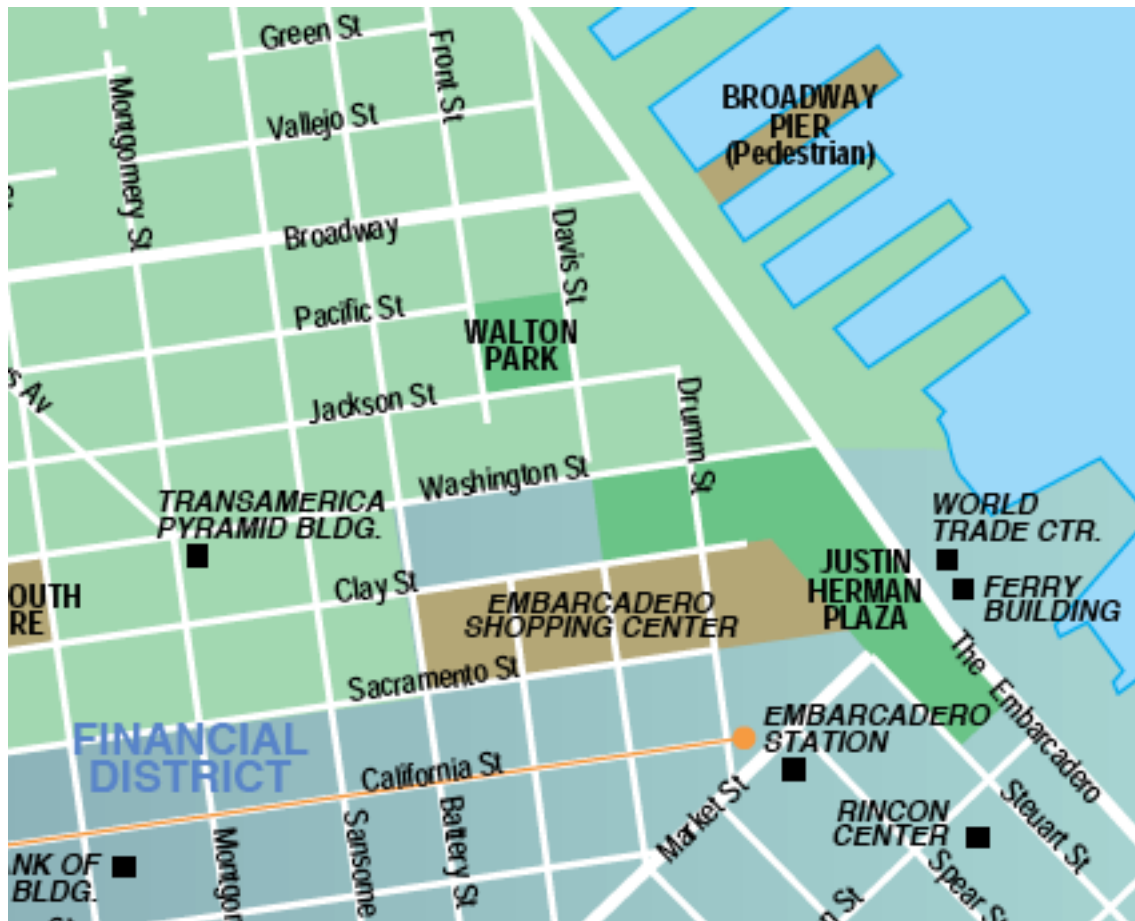 Green St
Front St
Montgomery St
Vallejo St
BROADWAY
PIER
(Pedestrian)
Broadway
Davis St
Pacific St
WALTON
PARK
s Av
Jackson St
Drumm St
Washington St
TRANSAMERICA
PYRAMID BLDG.
WORLD
TRADE CTR.
Clay St
JUSTIN
HERMAN
PLAZA
FERRY
BUILDING
OUTH
RE
EMBARCADERO
SHOPPING CENTER
Sacramento St
The Embarcadero
FINANCIAL
DISTRICT
EMBARCADERO
STATION
California St
Market St
Steuart St
Battery St
Sansome
Montgo
RINCON
CENTER
Spear St
NK OF
BLDG.
n St